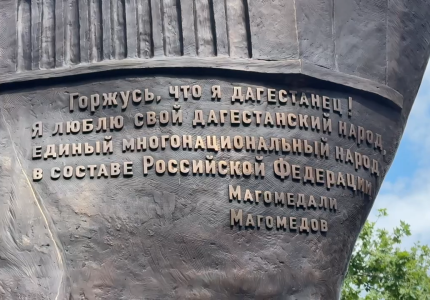 Горжусь, что я дагестанец!
Я люблю свой дагестанский народ,
единый многонациональный народ,
в составе Российской Федерации
Магомедали
Магомедов